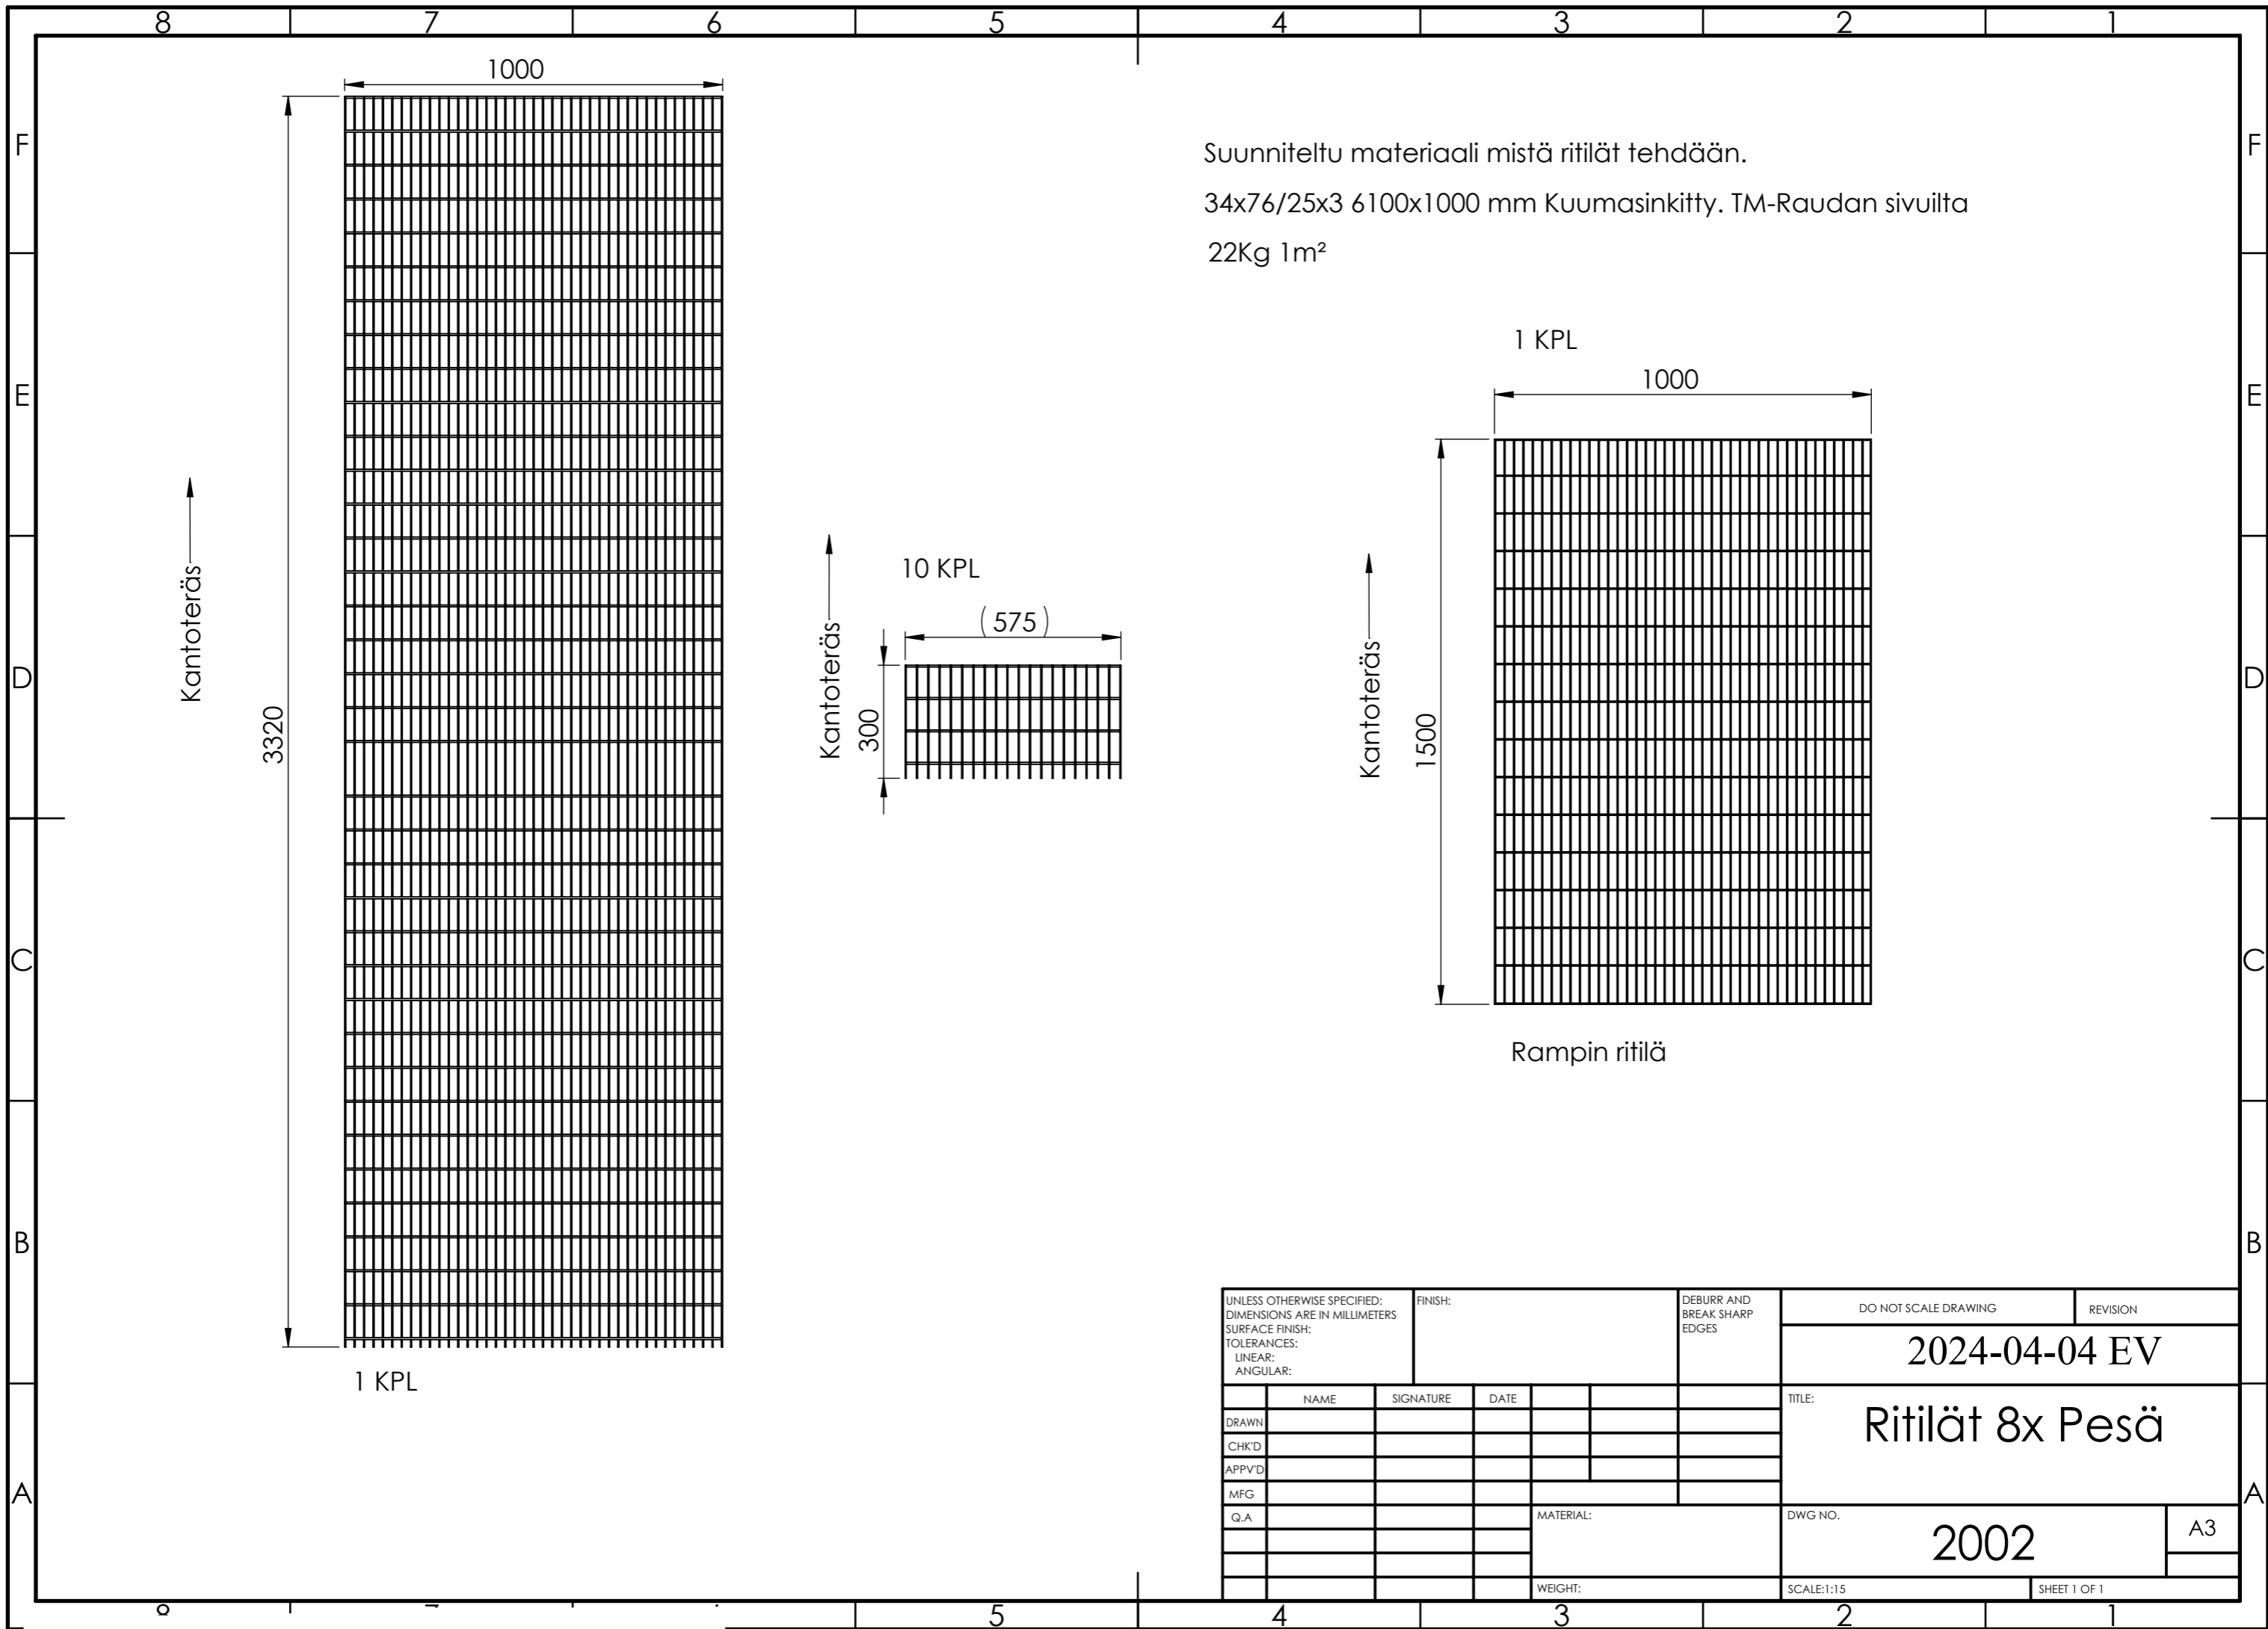 8 7 6 5 4 3 2 1
F F
E E
D D
C C
B B
A A
1000
3320
Kantoteräs
1 KPL
Kantoteräs
10 KPL
(575)
300
Suunniteltu materiaali mistä ritilät tehdään.
34x76/25x3 6100x1000 mm Kuumasinkitty. TM-Raudan sivuilta
22Kg 1m²
1 KPL
1000
Kantoteräs
1500
Rampin ritilä
UNLESS OTHERWISE SPECIFIED:
DIMENSIONS ARE IN MILLIMETERS
SURFACE FINISH:
TOLERANCES:
LINEAR:
ANGULAR:
FINISH:
DEBURR AND
BREAK SHARP
EDGES
DO NOT SCALE DRAWING
REVISION
2024-04-04 EV
NAME SIGNATURE DATE
DRAWN
CHK'D
APPV'D
MFG
Q.A
TITLE:
Ritilät 8x Pesä
MATERIAL:
DWG NO.
2002
A3
WEIGHT:
SCALE:1:15
SHEET 1 OF 1
5 4 3 2 1